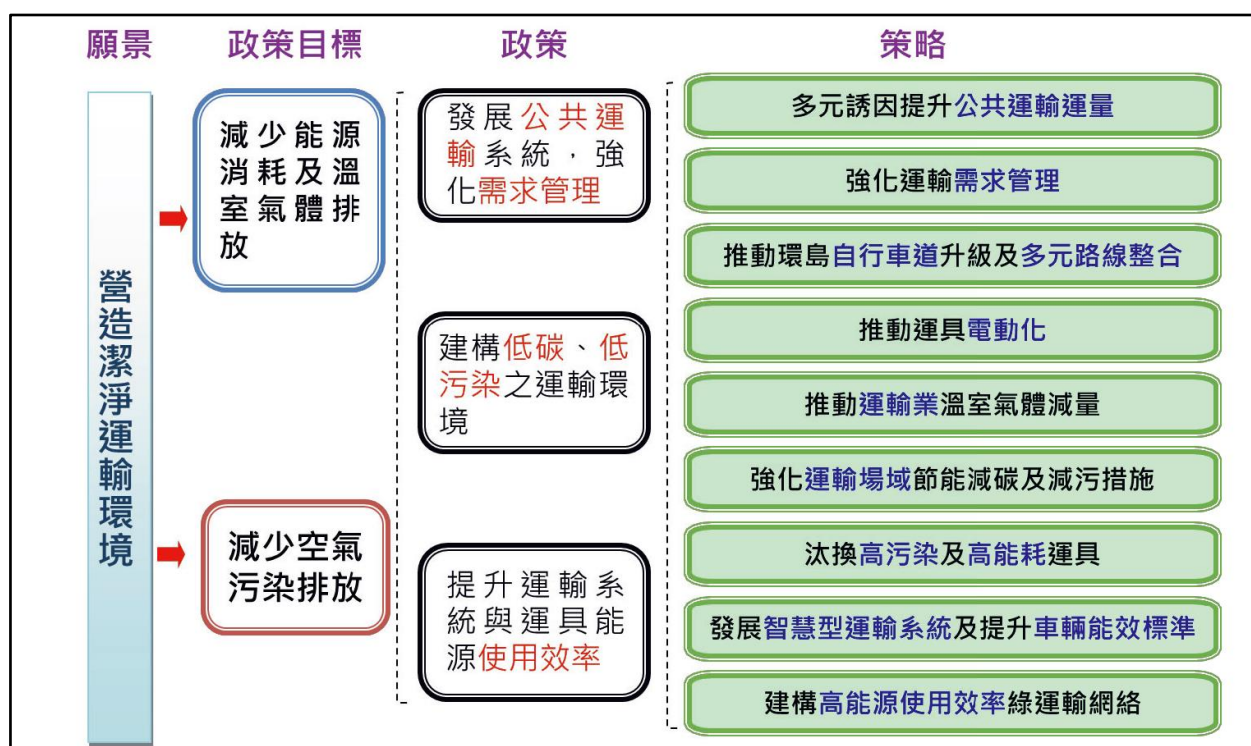 願景
政策目標
政策
策略
營造潔淨運輸環境
減少能源
消耗及溫
室氣體排
放
減少空氣
污染排放
發展公共運
輸系統，強
化需求管理
建構低碳、低
污染之運輸環
境
提升運輸系
統與運具能
源使用效率
多元誘因提升公共運輸運量
強化運輸需求管理
推動環島自行車道升級及多元路線整合
推動運具電動化
推動運輸業溫室氣體減量
強化運輸場域節能減碳及減污措施
汰換高污染及高能耗運具
發展智慧型運輸系統及提升車輛能效標準
建構高能源使用效率綠運輸網絡